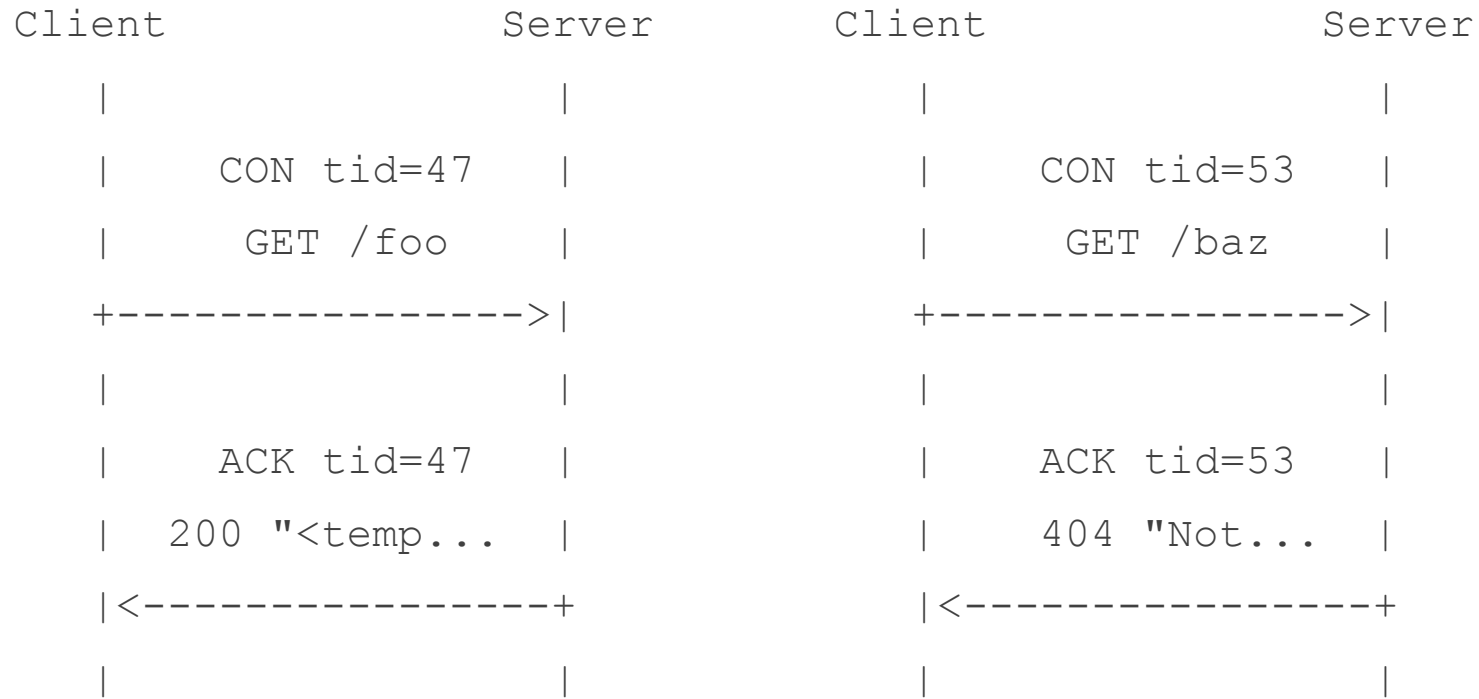 Client                   Server         Client                   Server
   |                        |              |                        |
   |      CON tid=47   |              |      CON tid=53   |
   |       GET /foo    |              |       GET /baz    |
   +---------------->|              +---------------->|
   |                        |              |                        |
   |      ACK tid=47   |              |      ACK tid=53   |
   |   200 "<temp...  |              |      404 "Not...  |
   |<----------------+              |<----------------+
   |                        |              |                        |